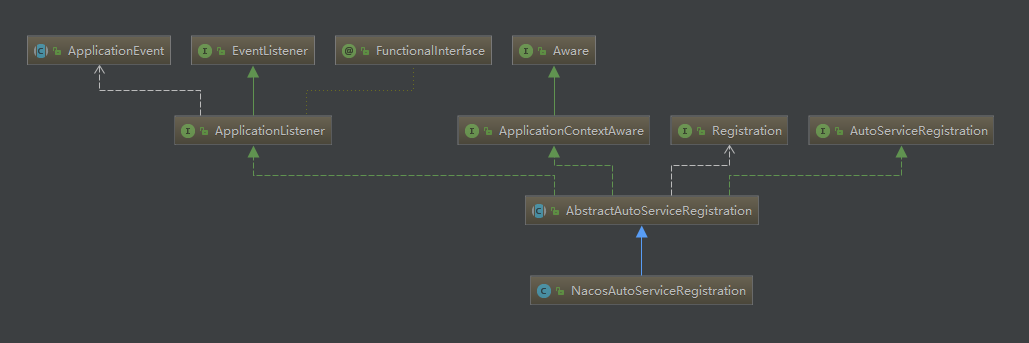 ApplicationEvent
EventListener
FunctionalInterface
Aware
ApplicationListener
ApplicationContextAware
Registration
AutoServiceRegistration
AbstractAutoServiceRegistration
NacosAutoServiceRegistration